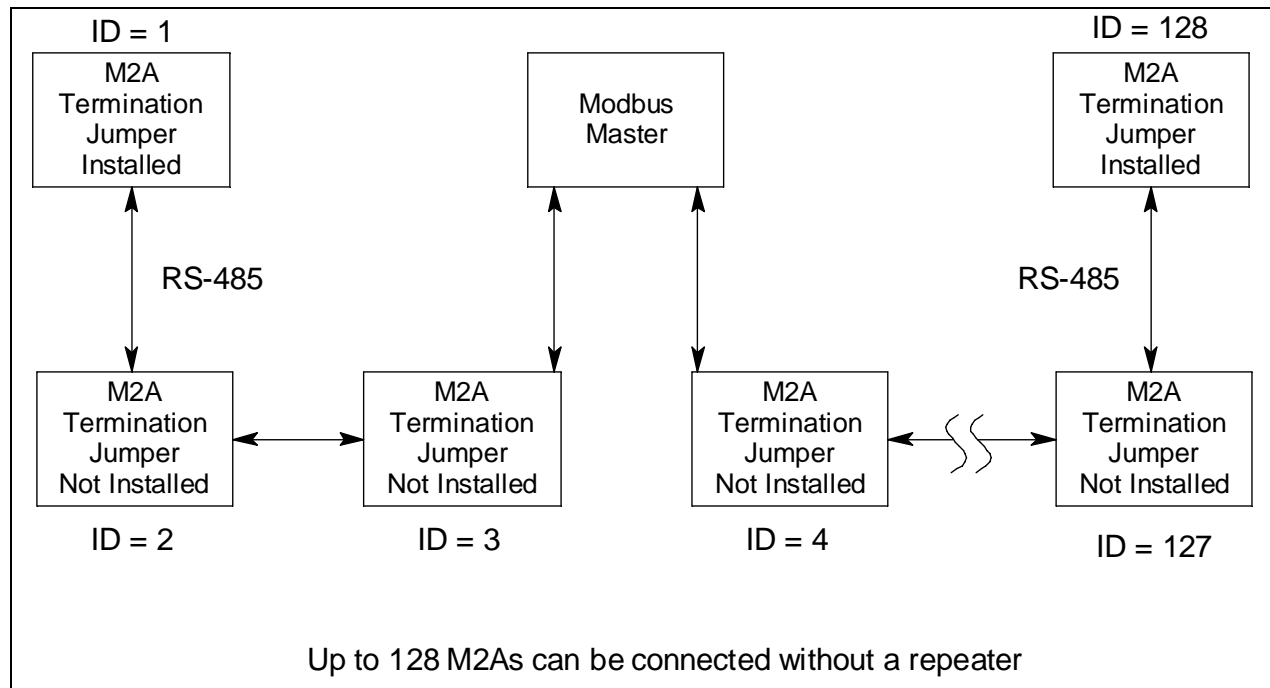 ID = 1
M2A
Termination
Jumper
Installed
Modbus
Master
ID = 128
M2A
Termination
Jumper
Installed
RS-485
RS-485
M2A
Termination
Jumper
Not Installed
ID = 2
M2A
Termination
Jumper
Not Installed
ID = 3
M2A
Termination
Jumper
Not Installed
ID = 4
M2A
Termination
Jumper
Not Installed
ID = 127
Up to 128 M2As can be connected without a repeater